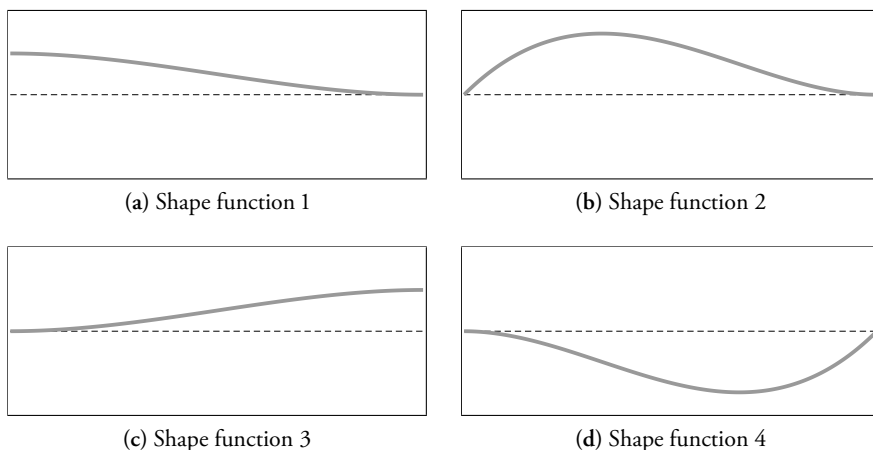 (a) Shape function 1
(b) Shape function 2
(c) Shape function 3
(d) Shape function 4